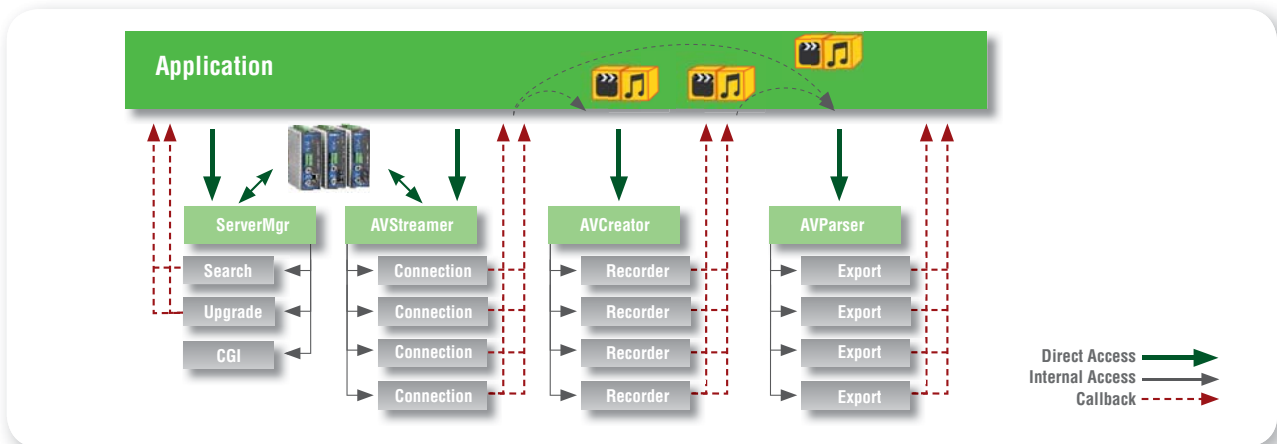 Application
ServerMgr
AVStreamer
AVCreator
AVParser
Search
Connection
Recorder
Export
Upgrade
Connection
Recorder
Export
CGI
Connection
Recorder
Export
Connection
Recorder
Export
Direct Access
Internal Access
Callback